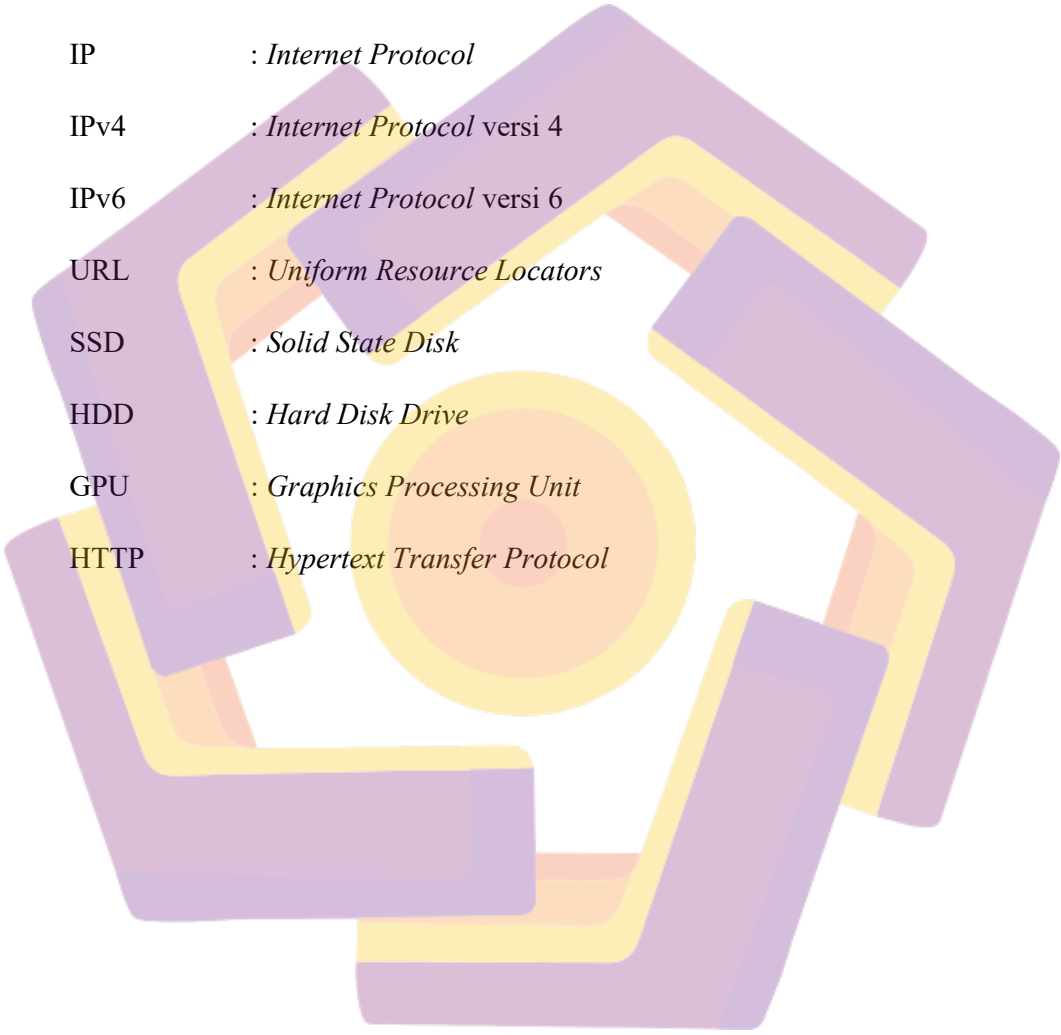 IP : Internet Protocol
IPv4 : Internet Protocol versi 4
IPv6 : Internet Protocol versi 6
URL : Uniform Resource Locators
SSD : Solid State Disk
HDD : Hard Disk Drive
GPU : Graphics Processing Unit
HTTP : Hypertext Transfer Protocol